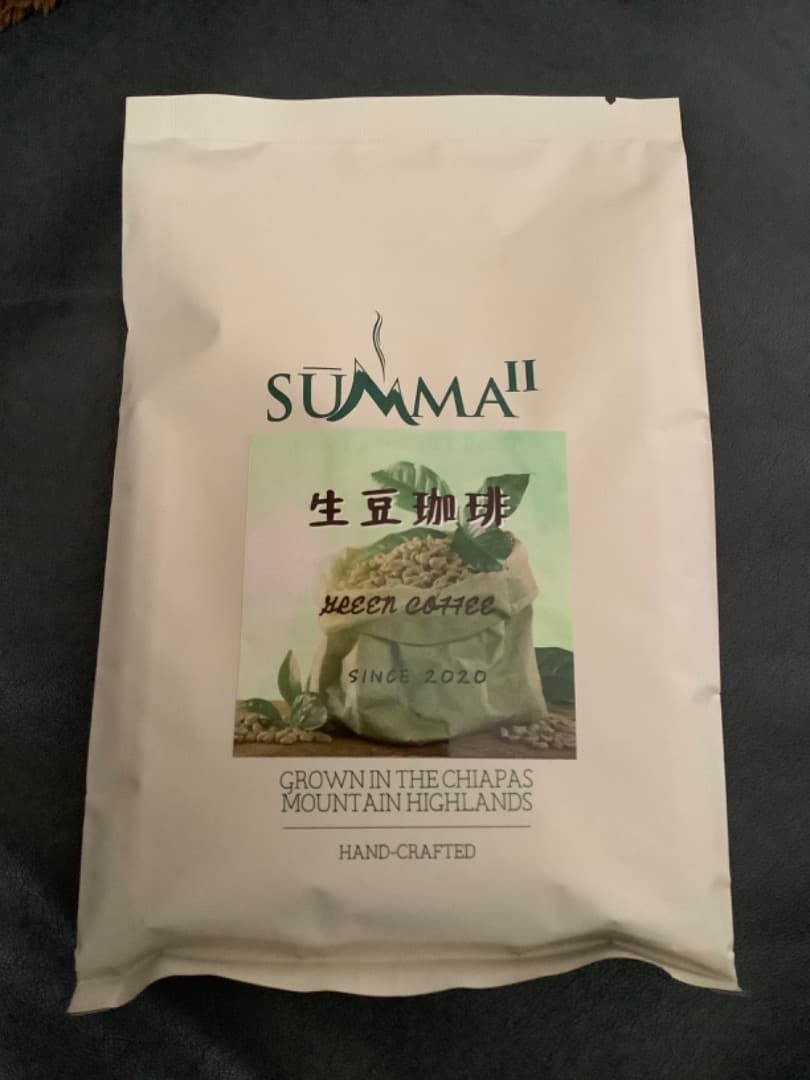 SŪMMA II
生豆珈琲
GREEN COFFEE
SINCE 2020
GROWN IN THE CHIAPAS
MOUNTAIN HIGHLANDS
HAND-CRAFTED